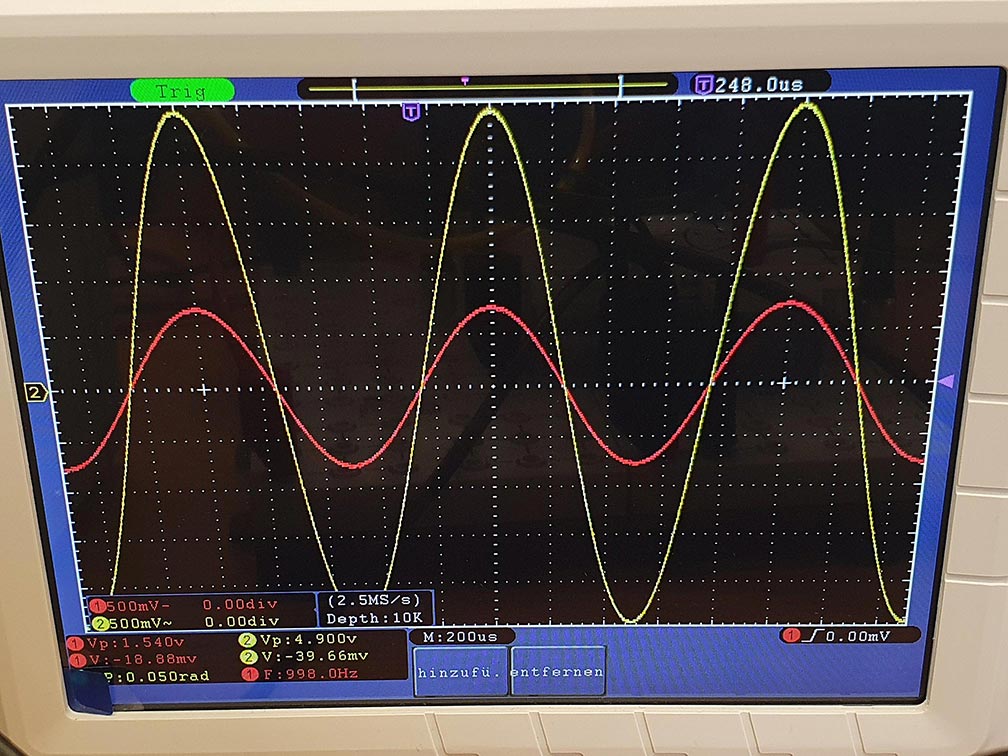 Trig T 248.0us
T
2
1 500mV- 0.00div (2.5MS/s)
2 500mV~ 0.00div Depth:10K
1 Vp:1.540v 2 Vp:4.900v M:200us 1 0.00mV
1 V:-18.88mv 2 V:-39.66mv hinzufü. entfernen
P:0.050rad 1 F:998.0Hz